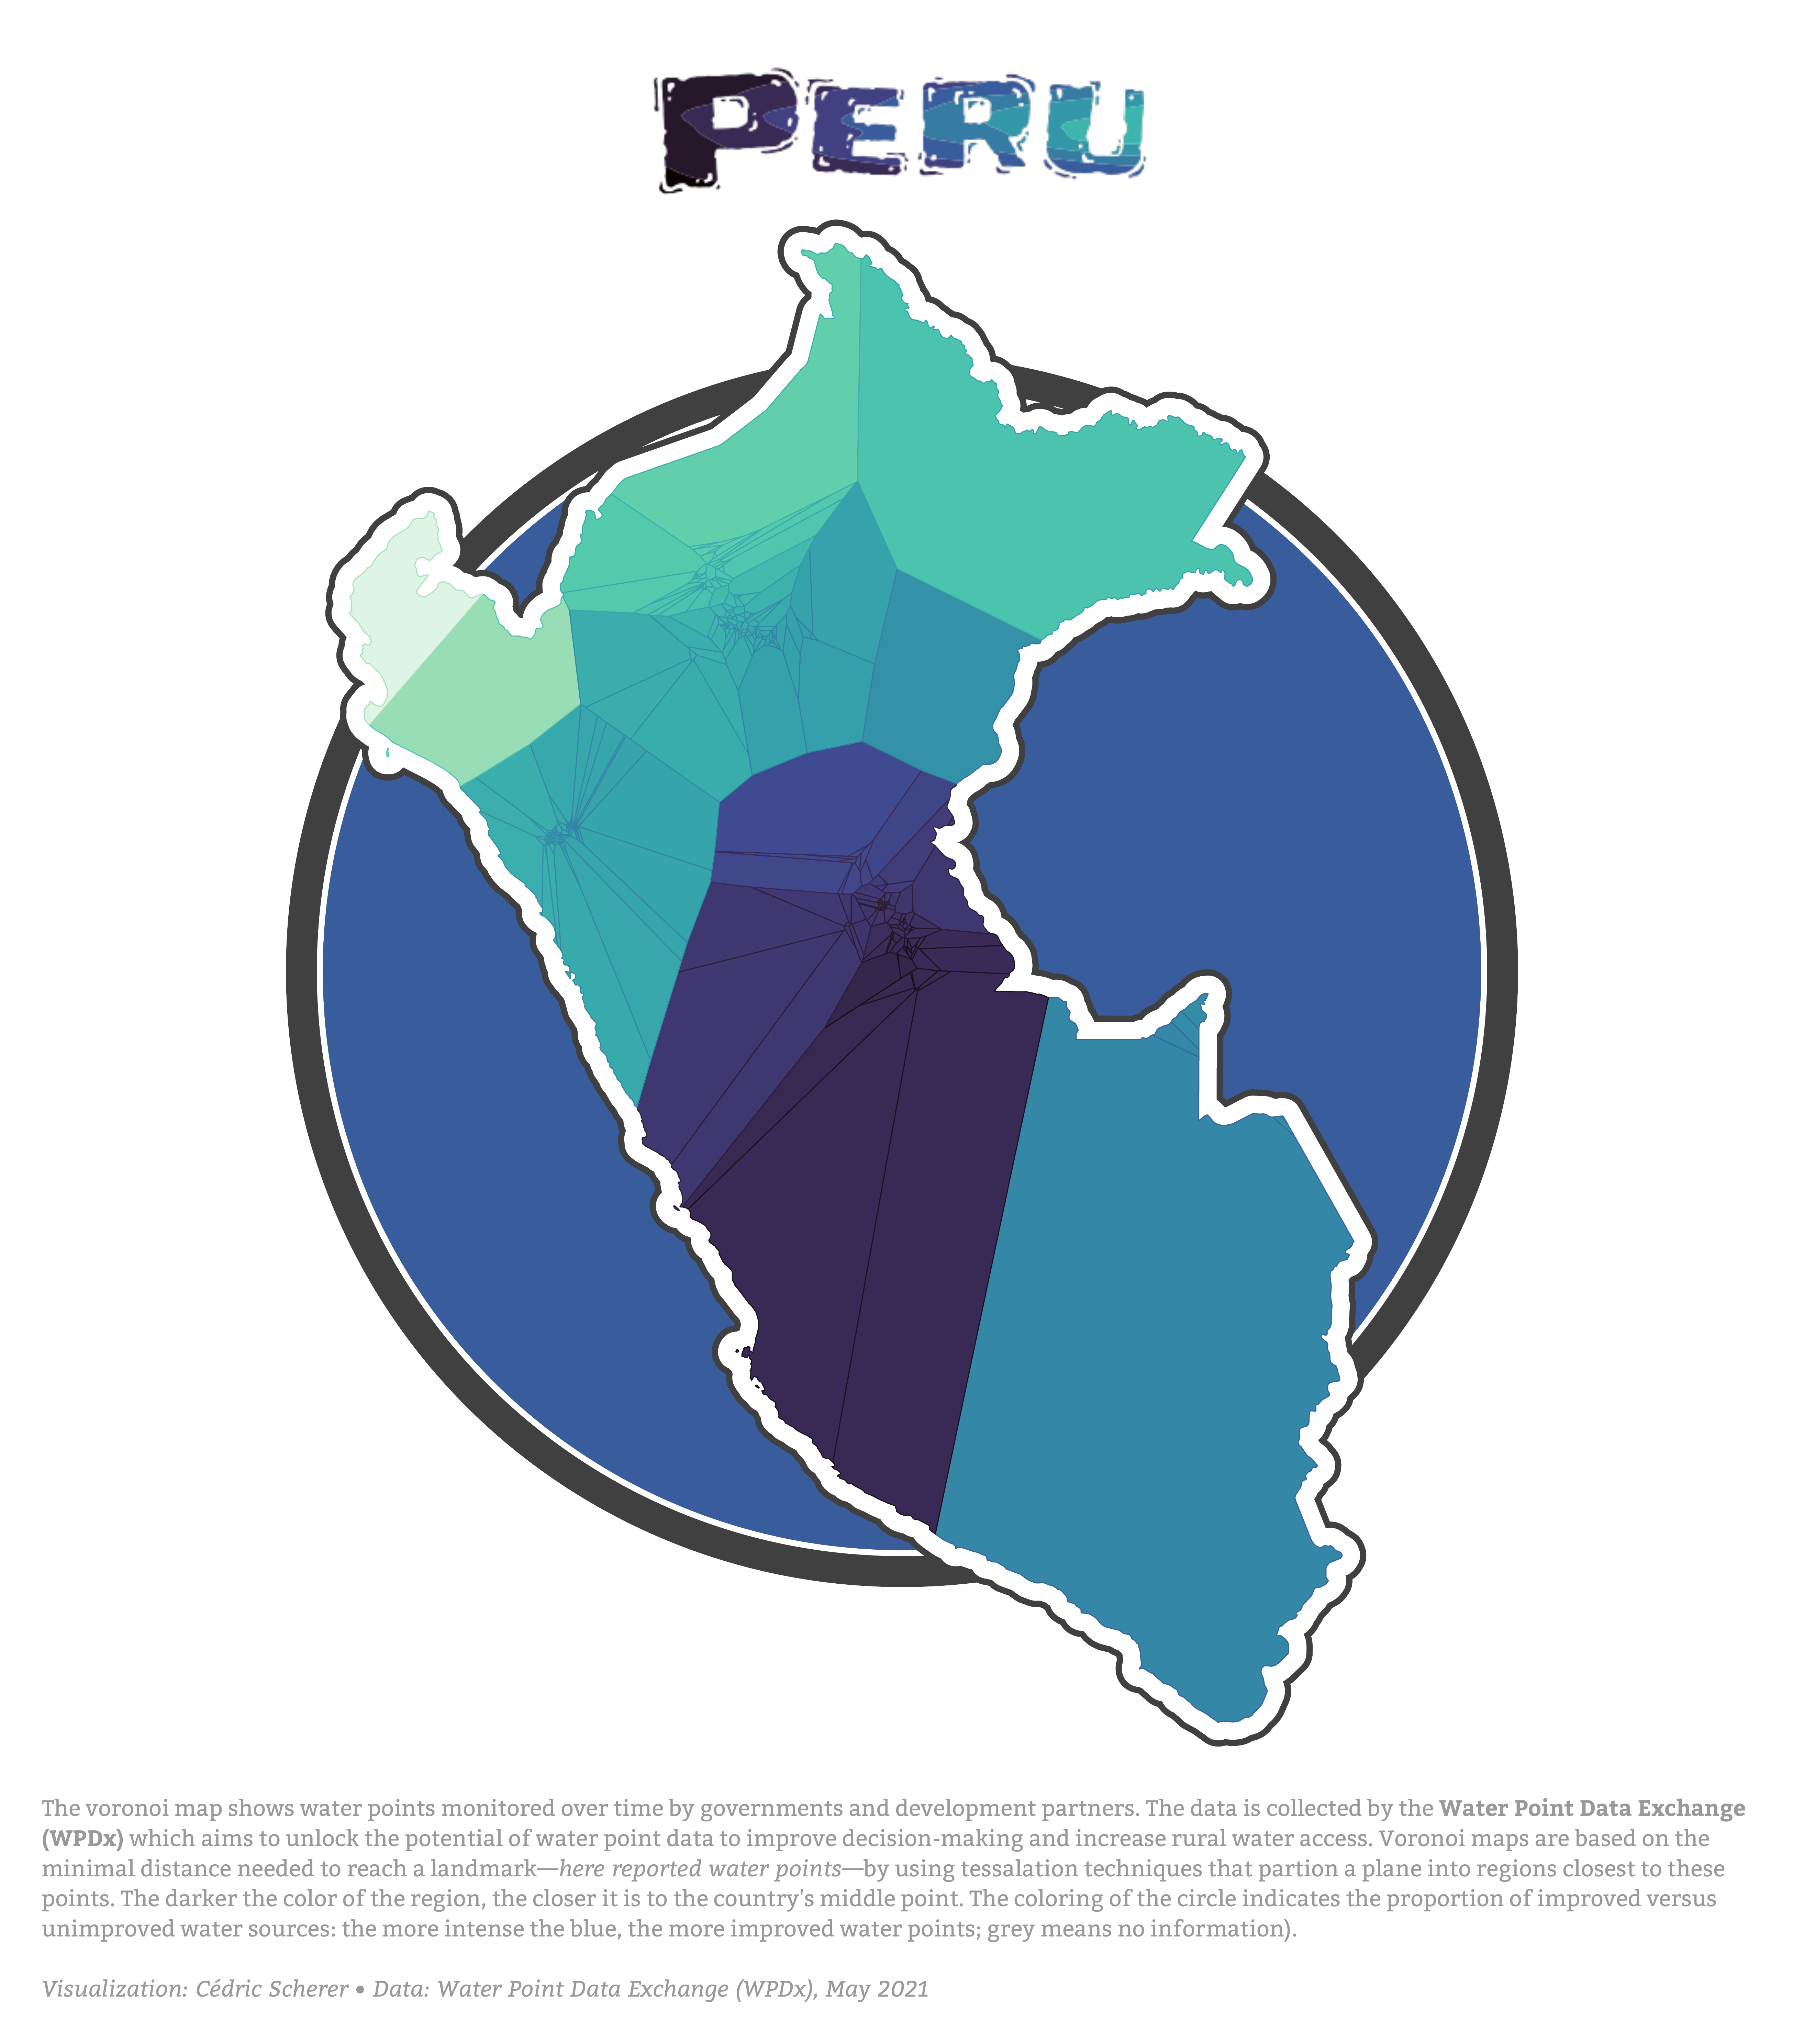 PERU
The voronoi map shows water points monitored over time by governments and development partners. The data is collected by the Water Point Data Exchange
(WPDx) which aims to unlock the potential of water point data to improve decision-making and increase rural water access. Voronoi maps are based on the
minimal distance needed to reach a landmark—here reported water points—by using tessalation techniques that partion a plane into regions closest to these
points. The darker the color of the region, the closer it is to the country's middle point. The coloring of the circle indicates the proportion of improved versus
unimproved water sources: the more intense the blue, the more improved water points; grey means no information).
Visualization: Cédric Scherer • Data: Water Point Data Exchange (WPDx), May 2021